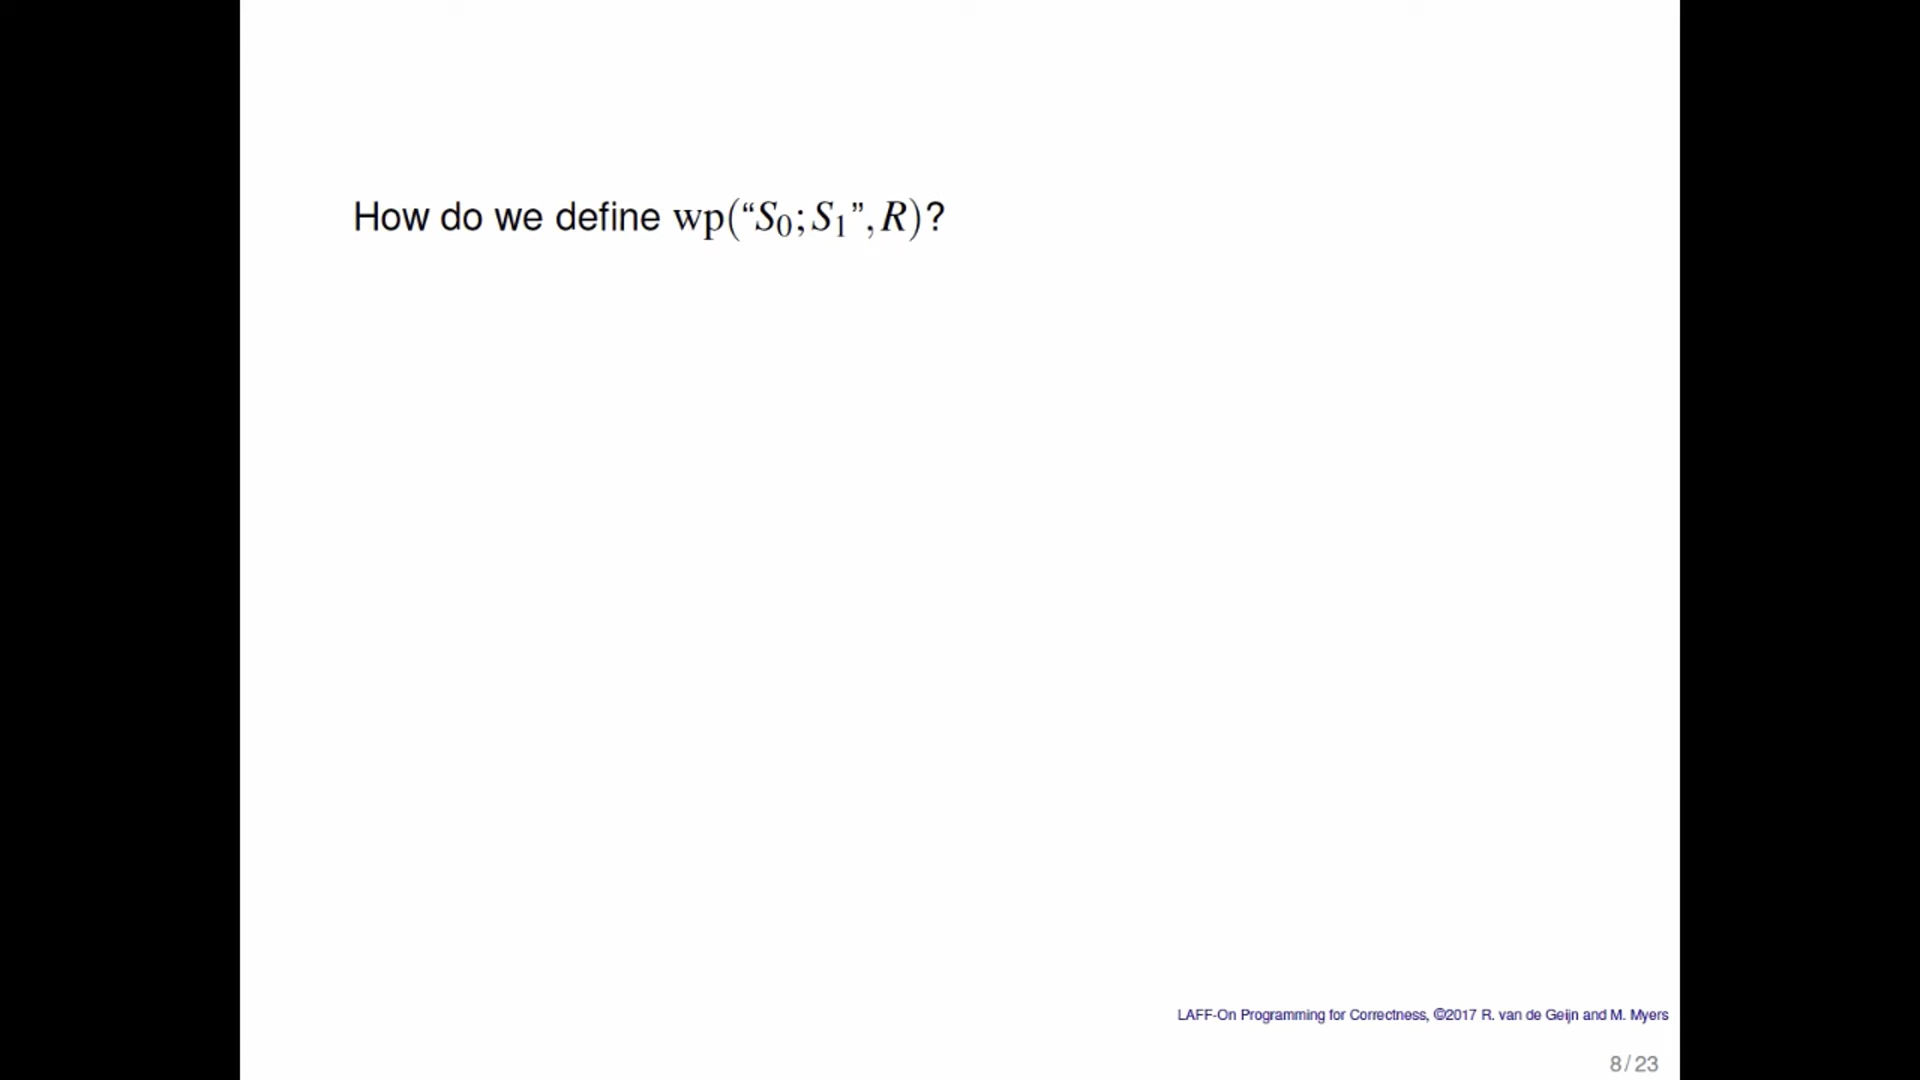 How do we define wp(“S₀;S₁”,R)?
LAFF-On Programming for Correctness, ©2017 R. van de Geijn and M. Myers
8/23